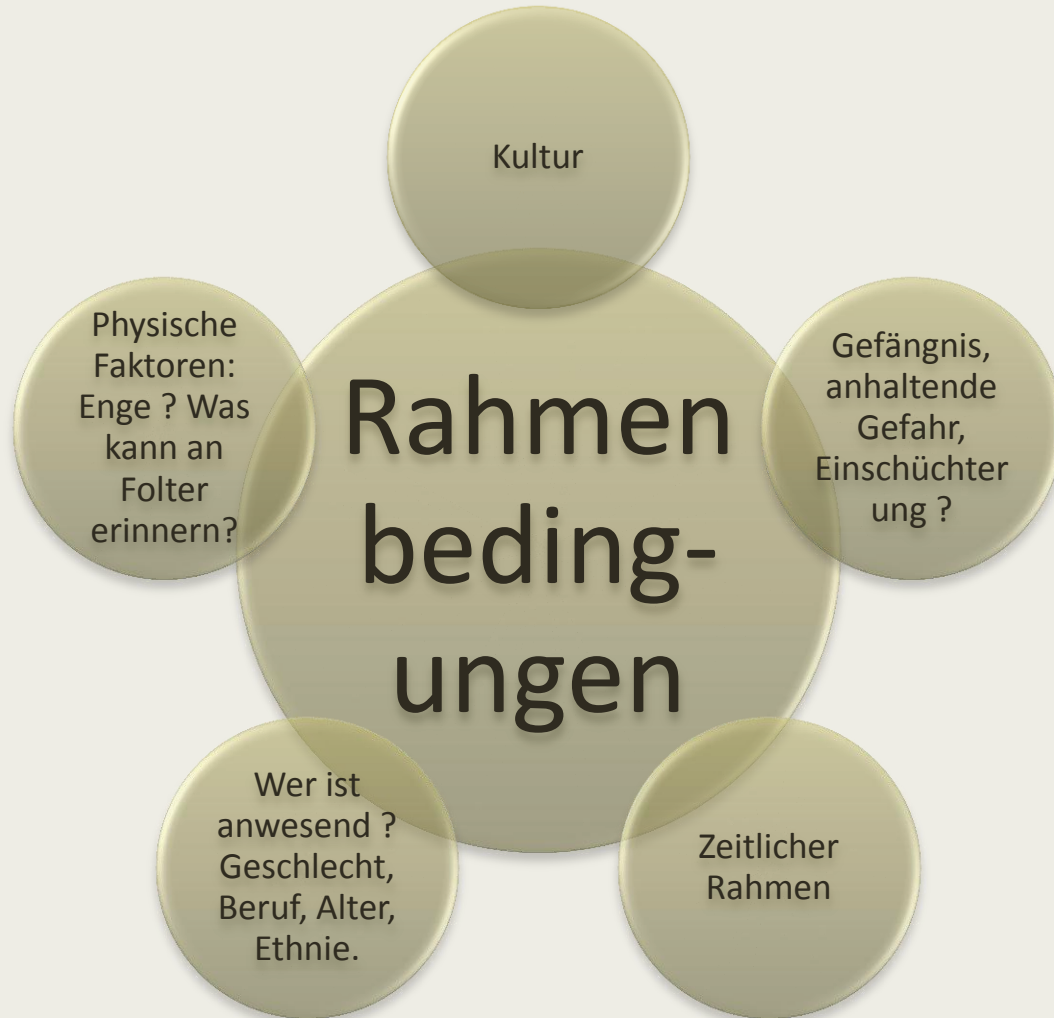 Kultur
Physische
Faktoren:
Enge ? Was
kann an
Folter
erinnern?
Rahmen
beding-
ungen
Gefängnis,
anhaltende
Gefahr,
Einschüchter
ung ?
Wer ist
anwesend ?
Geschlecht,
Beruf, Alter,
Ethnie.
Zeitlicher
Rahmen